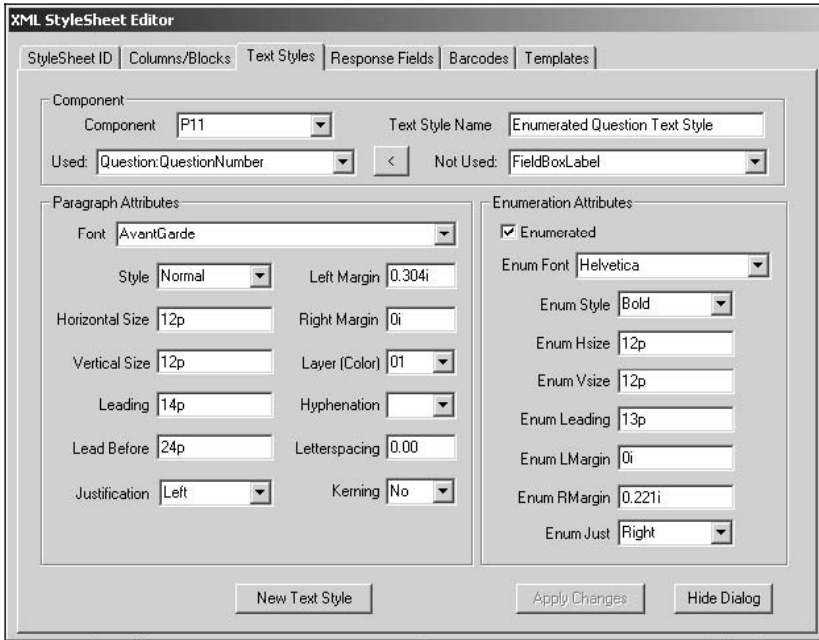 XML StyleSheet Editor
StyleSheet ID Columns/Blocks Text Styles Response Fields Barcodes Templates
Component
Component P11 Text Style Name Enumerated Question Text Style
Used: Question:QuestionNumber < Not Used: FieldBoxLabel
Paragraph Attributes
Font AvantGarde
Style Normal Left Margin 0.304i
Horizontal Size 12p Right Margin 0i
Vertical Size 12p Layer (Color) 01
Leading 14p Hyphenation
Lead Before 24p Letterspacing 0.00
Justification Left Kerning No
Enumeration Attributes
Enumerated
Enum Font Helvetica
Enum Style Bold
Enum Hsize 12p
Enum Vsize 12p
Enum Leading 13p
Enum LMargin 0i
Enum RMargin 0.221i
Enum Just Right
New Text Style Apply Changes Hide Dialog